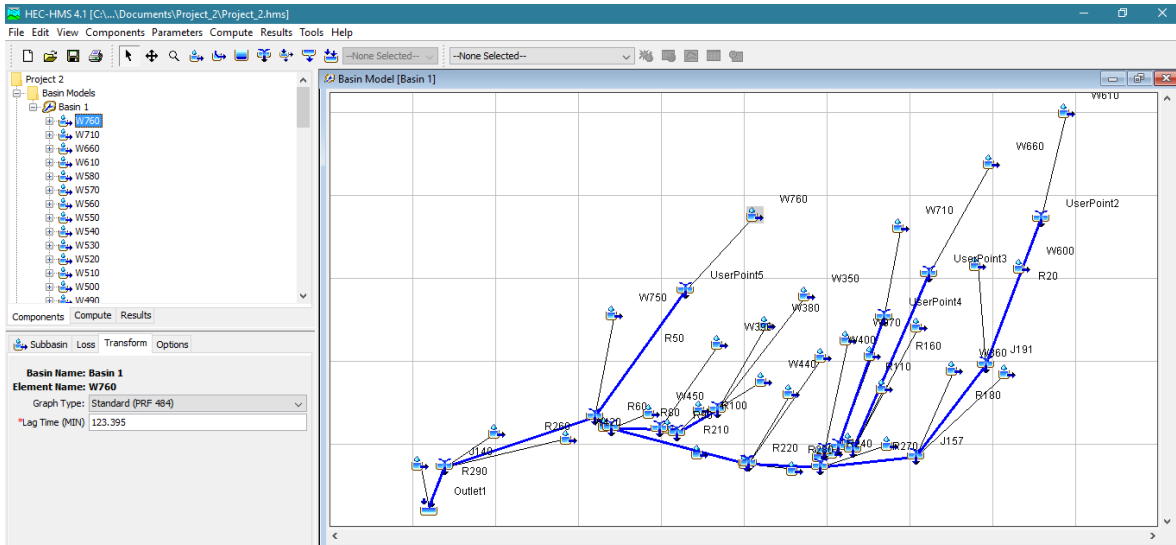 HEC-HMS 4.1 [C:\...\Documents\Project_2\Project_2.hms]
File Edit View Components Parameters Compute Results Tools Help
--None Selected-- --None Selected--
Project 2
Basin Models
Basin 1
W760
W710
W660
W610
W580
W570
W560
W550
W540
W530
W520
W510
W500
W490
Components Compute Results
Subbasin Loss Transform Options
Basin Name: Basin 1
Element Name: W760
Graph Type: Standard (PRF 484)
*Lag Time (MIN) 123.395
Basin Model [Basin 1]
W610
W660
W760
UserPoint2
W710
W600
UserPoint3
R20
UserPoint5
W350
W750
W380
UserPoint4
W390
R50
W400
R160
W360
J191
W440
R110
R180
W450
R60
R80
R100
R210
R260
J140
R220
R270
J157
R290
Outlet1